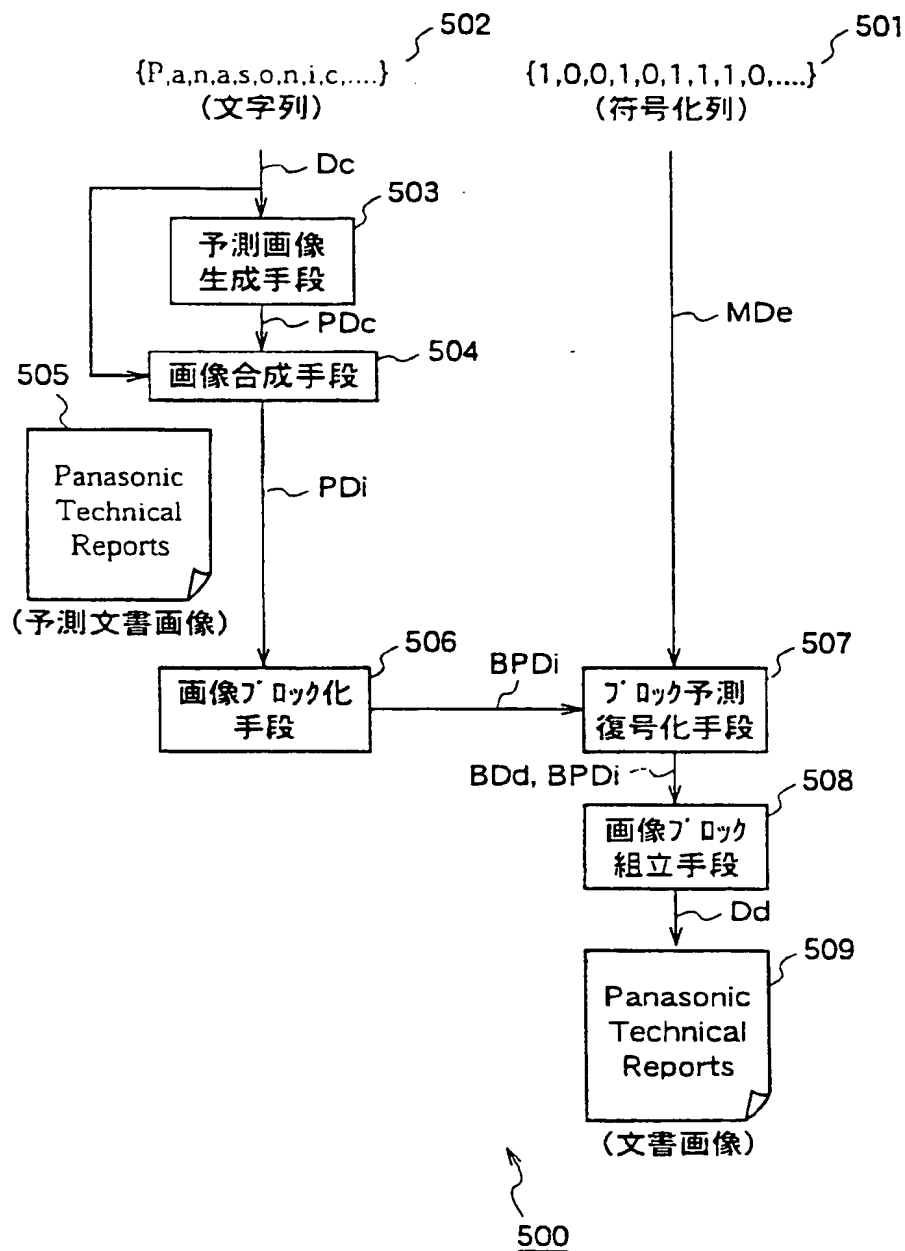 502
501
{P,a,n,a,s,o,n,i,c,....}
{1,0,0,1,0,1,1,1,0,....}
(文字列)
(符号化列)
Dc
503
予測画像
生成手段
PDc
MDe
504
画像合成手段
505
Panasonic
Technical
Reports
PDi
(予測文書画像)
506
画像ブロック化
手段
BPDi
507
ブロック予測
復号化手段
BDd, BPDi
508
画像ブロック
組立手段
Dd
509
Panasonic
Technical
Reports
(文書画像)
500